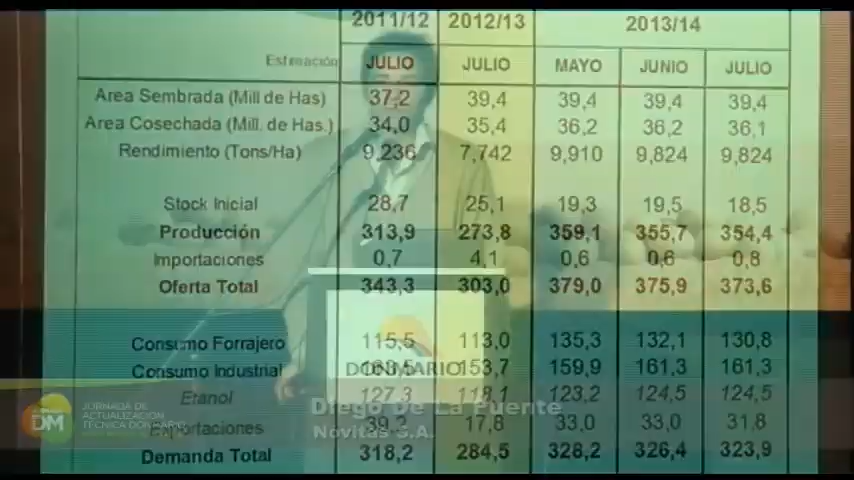 2011/12 2012/13 2013/14
Estimación JULIO JULIO MAYO JUNIO JULIO
Area Sembrada (Mill de Has) 37,2 39,4 39,4 39,4 39,4
Area Cosechada (Mill. de Has.) 34,0 35,4 36,2 36,2 36,1
Rendimiento (Tons/Ha) 9,236 7,742 9,910 9,824 9,824
Stock Inicial 28,7 25,1 19,3 19,5 18,5
Producción 313,9 273,8 359,1 355,7 354,4
Importaciones 0,7 4,1 0,6 0,6 0,8
Oferta Total 343,3 303,0 379,0 375,9 373,6
Consumo Forrajero 115,5 113,0 135,3 132,1 130,8
Consumo Industrial 153,7 159,9 161,3 161,3
DONMARIO
Etanol 127,3 118,1 123,2 124,5 124,5
Exportaciones 39,2 17,8 33,0 33,0 31,8
Demanda Total 318,2 284,5 328,2 326,4 323,9
DM
JORNADA DE
ACTUALIZACIÓN
TÉCNICA DONMARIO
Diego De La Fuente
Novitas S.A.